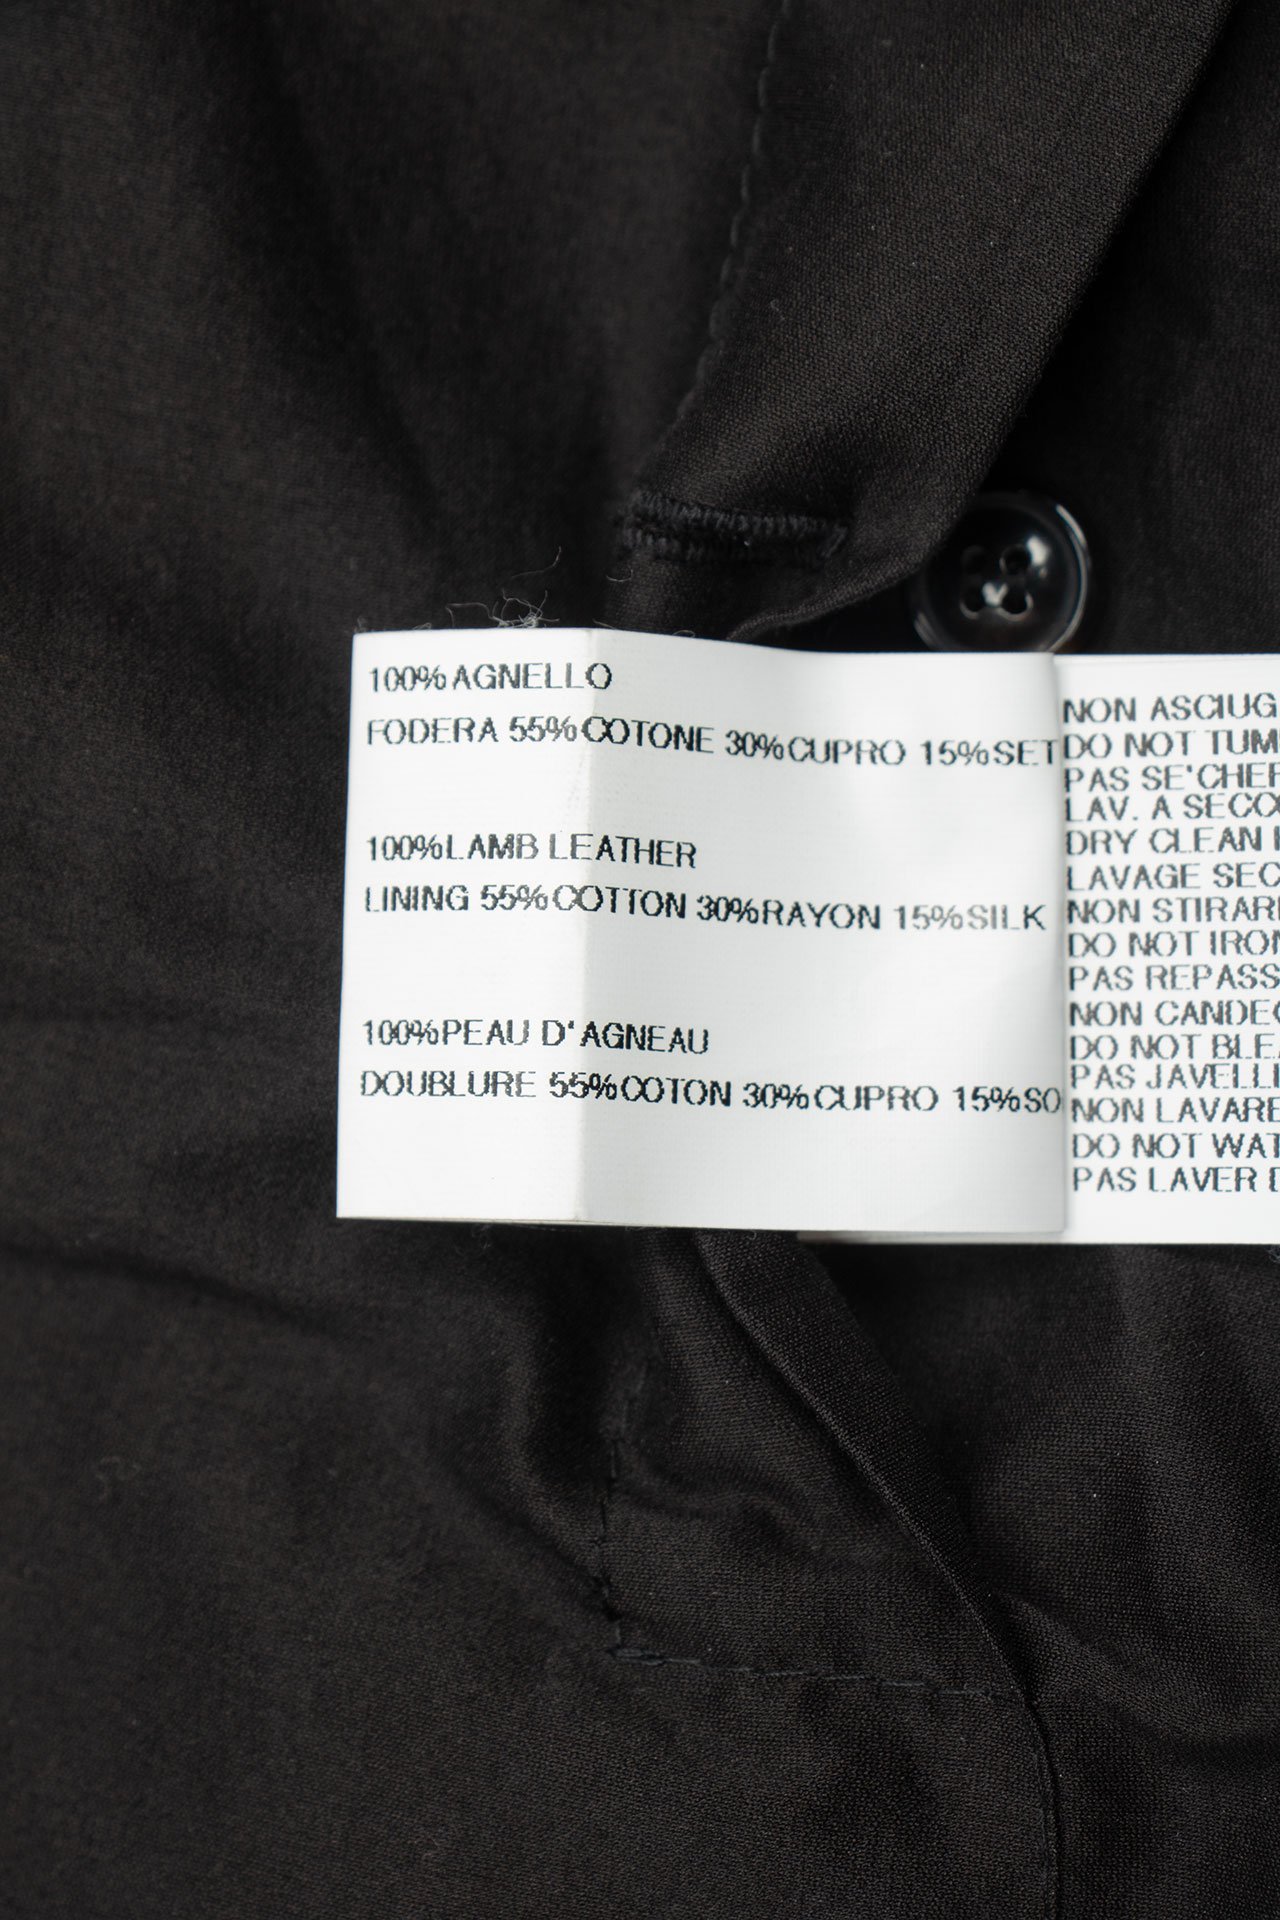 100% AGNELLO
FODERA 55% COTONE 30% CUPRO 15% SET
100% LAMB LEATHER
LINING 55% COTTON 30% RAYON 15% SILK
100% PEAU D'AGNEAU
DOUBLURE 55% COTON 30% CUPRO 15% SO
NON ASCIUG
DO NOT TUM
PAS SE'CHER
LAV. A SECCO
DRY CLEAN
LAVAGE SEC
NON STIRARE
DO NOT IRON
PAS REPASS
NON CANDEG
DO NOT BLEA
PAS JAVELLI
NON LAVARE
DO NOT WAT
PAS LAVER